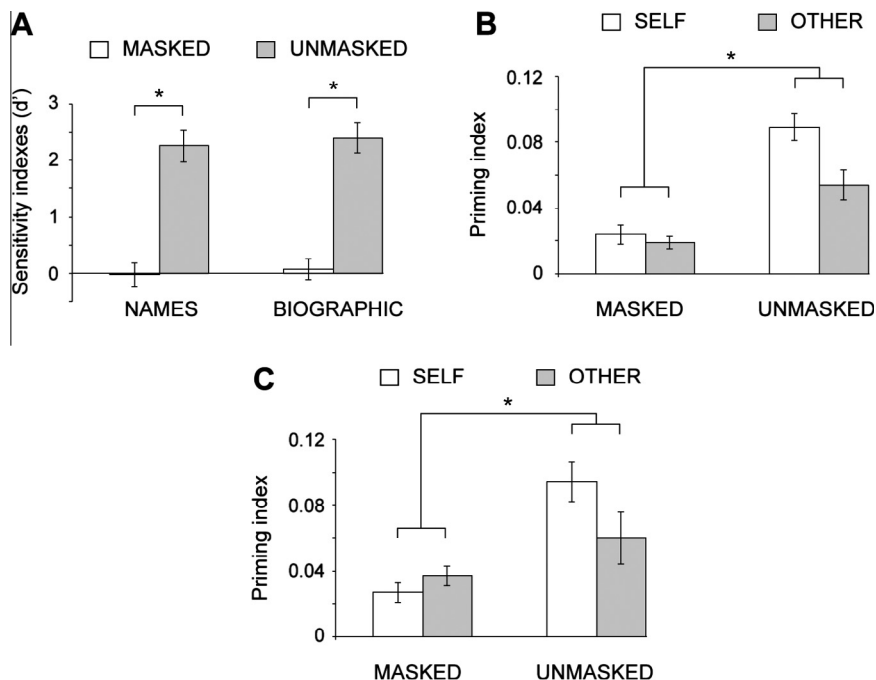 A
MASKED UNMASKED
Sensitivity indexes (d')
3
2
1
0
* *
NAMES BIOGRAPHIC
B
SELF OTHER
Priming index
0.12
0.08
0.04
0
*
MASKED UNMASKED
C
SELF OTHER
Priming index
0.12
0.08
0.04
0
*
MASKED UNMASKED